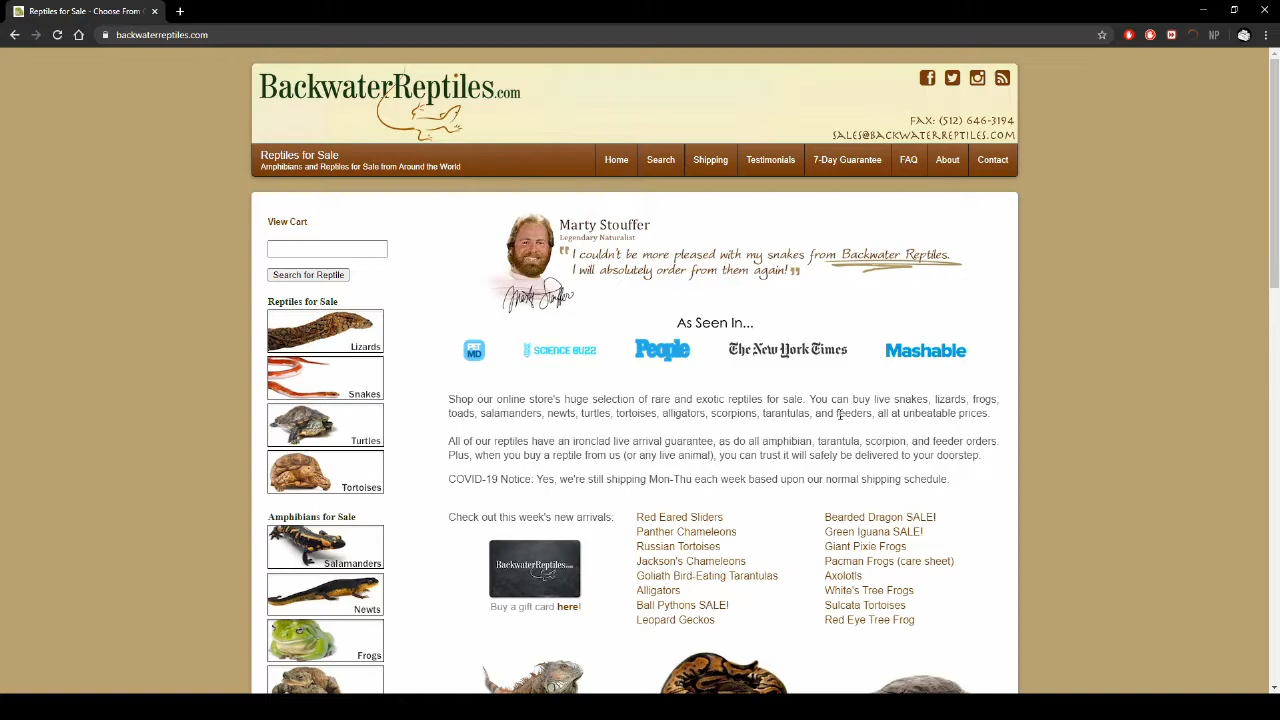 Reptiles for Sale - Choose From
backwaterreptiles.com
NP
BackwaterReptiles.com
FAX: (512) 646-3194
SALES@BACKWATERREPTILES.COM
Reptiles for Sale
Amphibians and Reptiles for Sale from Around the World
Home Search Shipping Testimonials 7-Day Guarantee FAQ About Contact
View Cart
Search for Reptile
Reptiles for Sale
Lizards
Snakes
Turtles
Tortoises
Amphibians for Sale
Salamanders
Newts
Frogs
Marty Stouffer
Legendary Naturalist
"I couldn't be more pleased with my snakes from Backwater Reptiles.
I will absolutely order from them again!"
Marty Stouffer
As Seen In...
PET MD
SCIENCE BUZZ
People
The New York Times
Mashable
Shop our online store's huge selection of rare and exotic reptiles for sale. You can buy live snakes, lizards, frogs,
toads, salamanders, newts, turtles, tortoises, alligators, scorpions, tarantulas, and feeders, all at unbeatable prices.
All of our reptiles have an ironclad live arrival guarantee, as do all amphibian, tarantula, scorpion, and feeder orders.
Plus, when you buy a reptile from us (or any live animal), you can trust it will safely be delivered to your doorstep.
COVID-19 Notice: Yes, we're still shipping Mon-Thu each week based upon our normal shipping schedule.
Check out this week's new arrivals:
BackwaterReptiles.com
Buy a gift card here!
Red Eared Sliders
Panther Chameleons
Russian Tortoises
Jackson's Chameleons
Goliath Bird-Eating Tarantulas
Alligators
Ball Pythons SALE!
Leopard Geckos
Bearded Dragon SALE!
Green Iguana SALE!
Giant Pixie Frogs
Pacman Frogs (care sheet)
Axolotls
White's Tree Frogs
Sulcata Tortoises
Red Eye Tree Frog